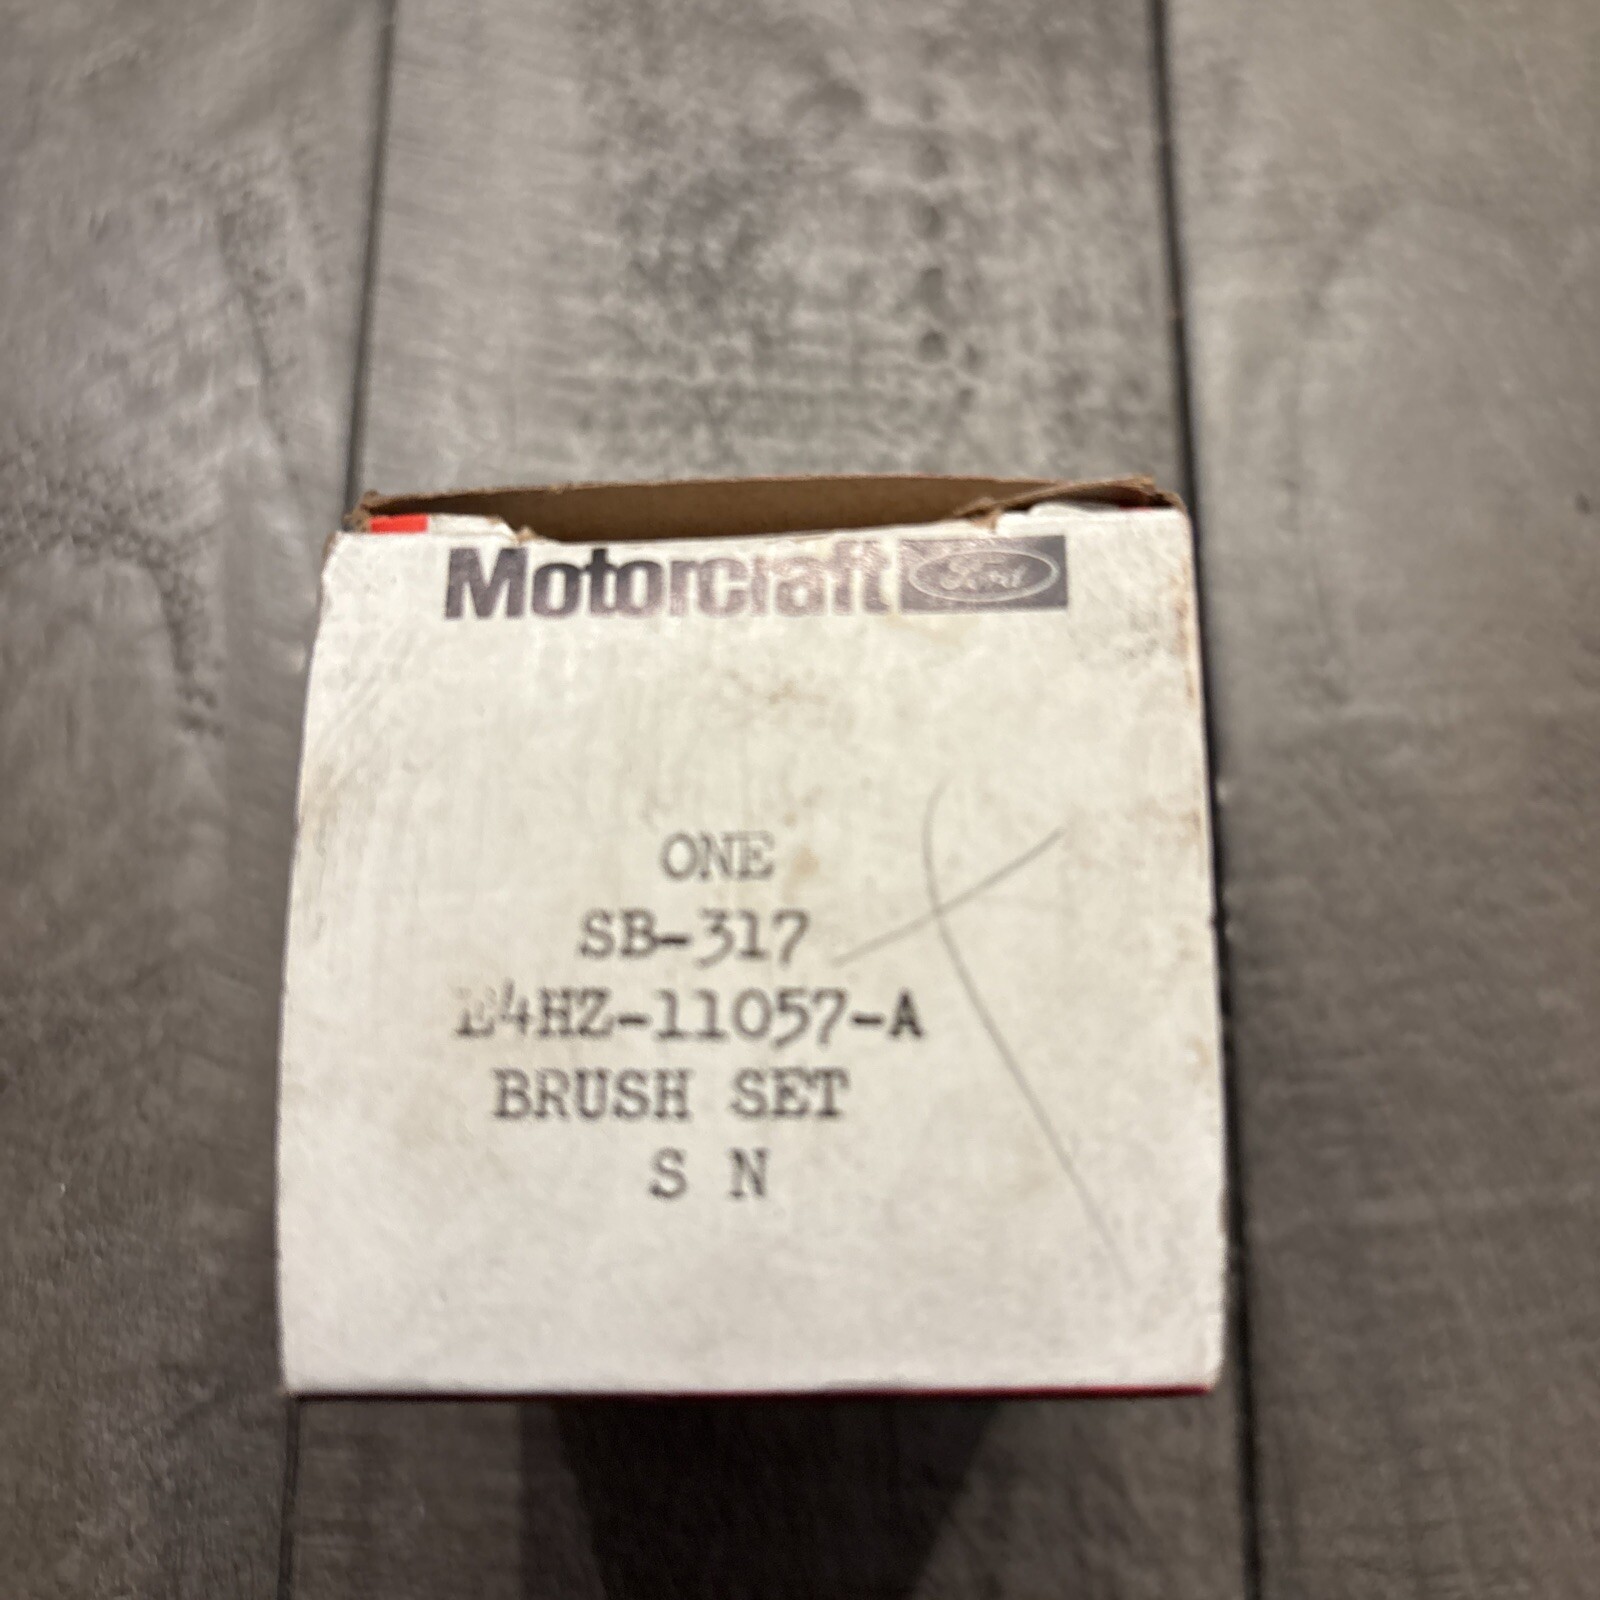 Motorcraft Ford
ONE
SB-317
E4HZ-11057-A
BRUSH SET
S N